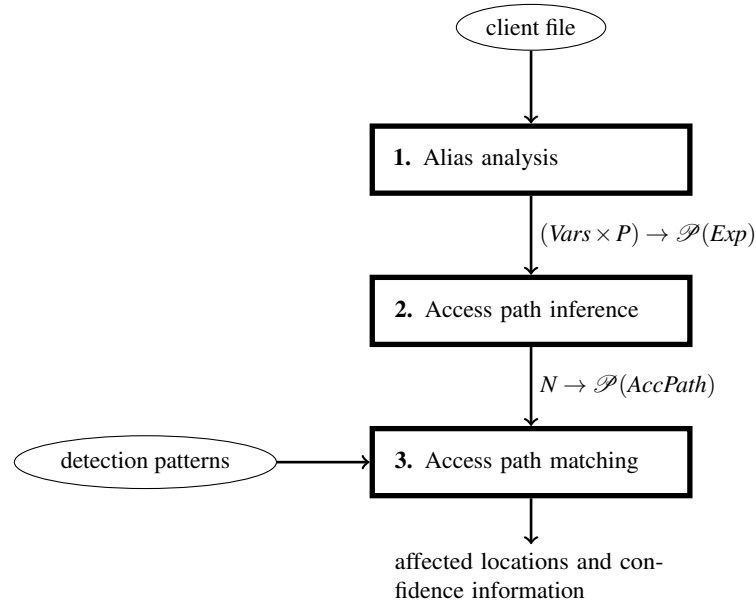 client file
1. Alias analysis
(Vars × P) → 𝒫(Exp)
2. Access path inference
N → 𝒫(AccPath)
detection patterns
3. Access path matching
affected locations and con-
fidence information